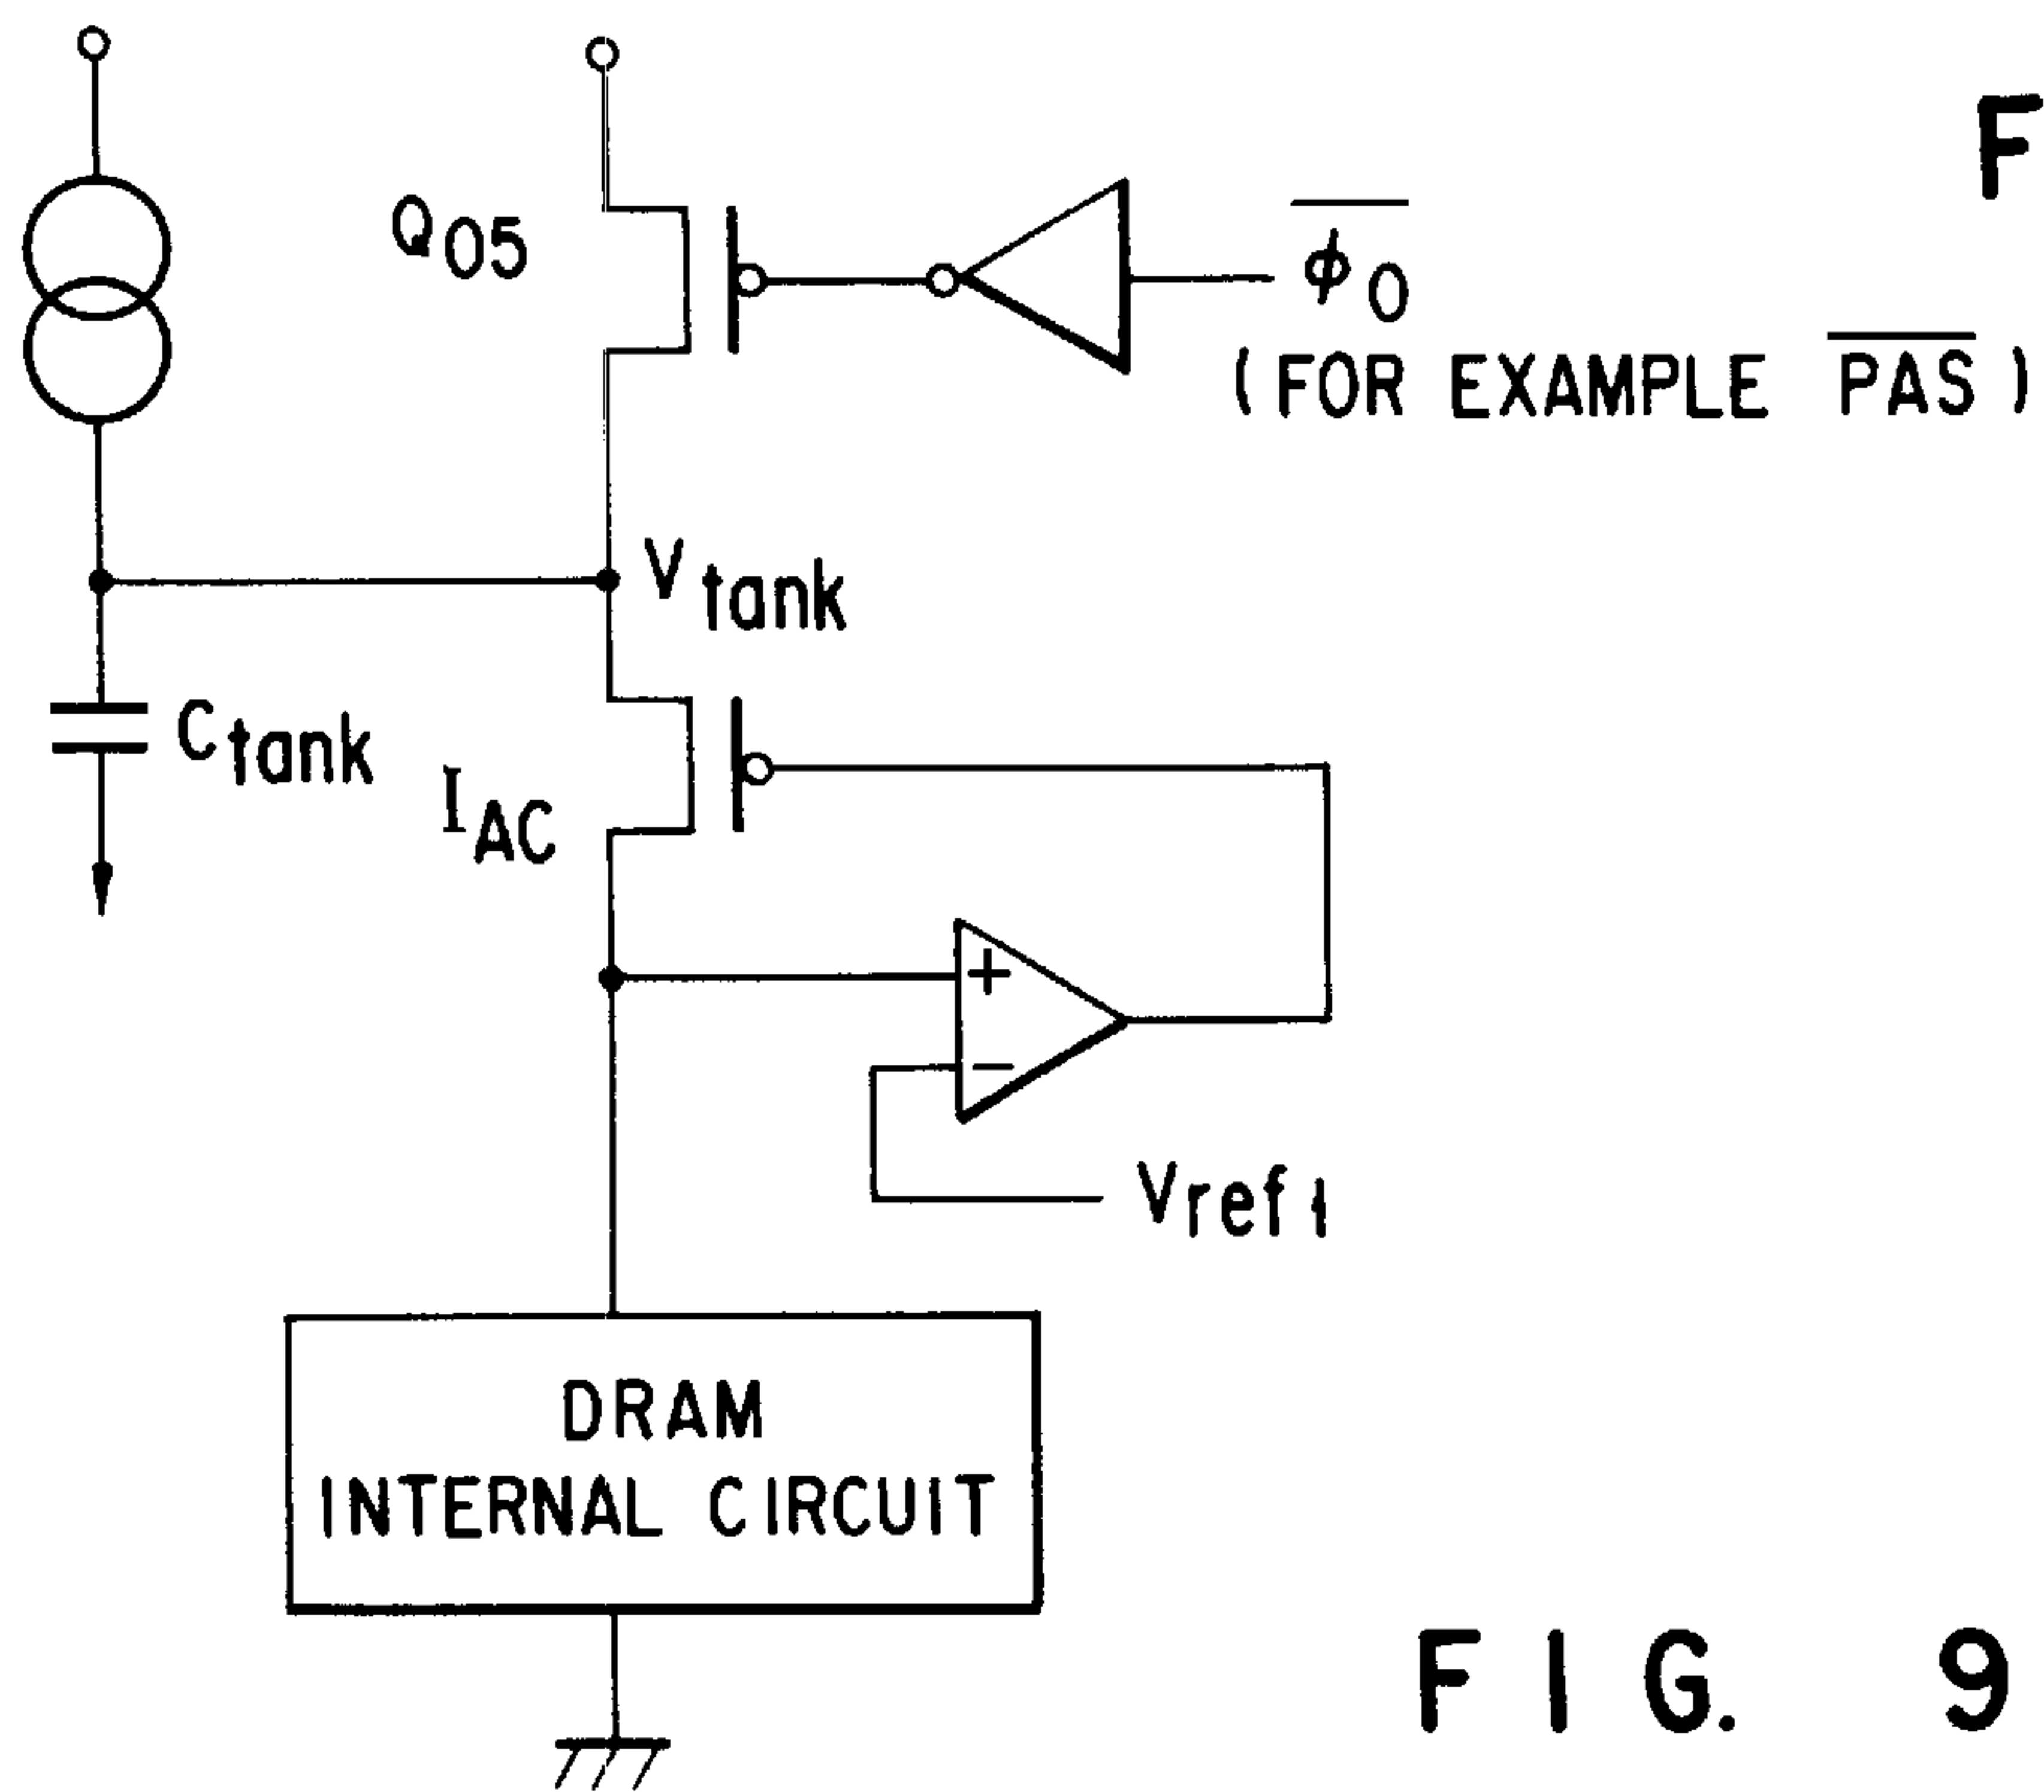 F
Q05
φ0
(FOR EXAMPLE PAS)
Vtank
Ctank
IAC
+
−
Vref1
DRAM
INTERNAL CIRCUIT
FIG. 9